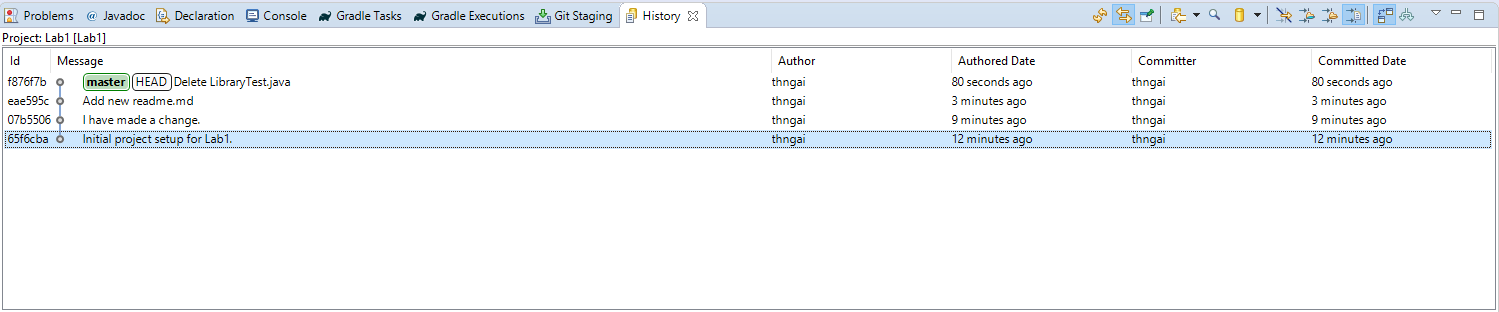 Problems @ Javadoc Declaration Console Gradle Tasks Gradle Executions Git Staging History
Project: Lab1 [Lab1]
Id Message Author Authored Date Committer Committed Date
f876f7b master HEAD Delete LibraryTest.java thngai 80 seconds ago thngai 80 seconds ago
eae595c Add new readme.md thngai 3 minutes ago thngai 3 minutes ago
07b5506 I have made a change. thngai 9 minutes ago thngai 9 minutes ago
65f6cba Initial project setup for Lab1. thngai 12 minutes ago thngai 12 minutes ago